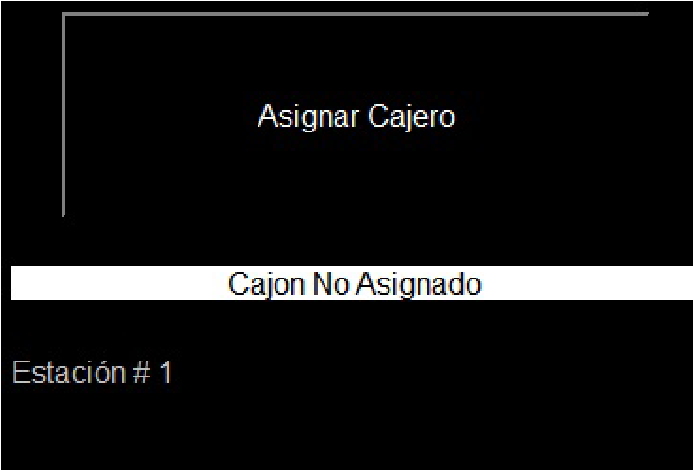 Asignar Cajero
Cajon No Asignado
Estación # 1